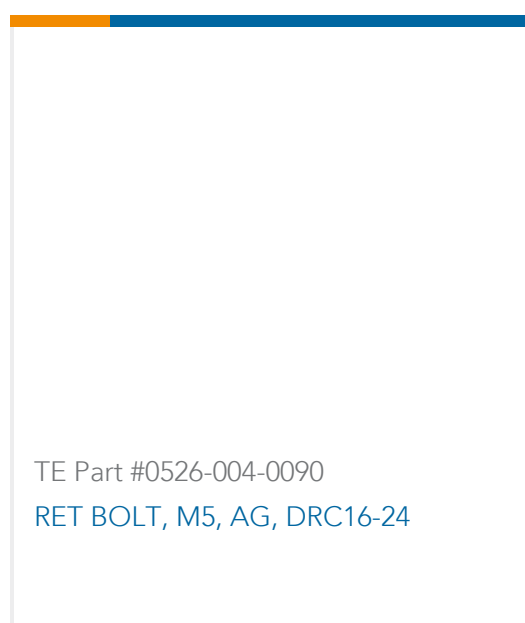 TE Part #0526-004-0090
RET BOLT, M5, AG, DRC16-24